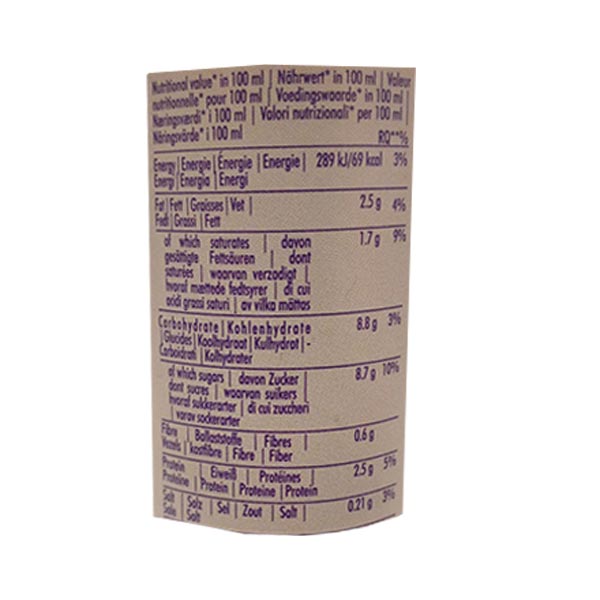 Nutritional value* in 100 ml | Nährwert* in 100 ml | Valeur
nutritionnelle* pour 100 ml | Voedingswaarde* in 100 ml |
Næringsværdi* i 100 ml | Valori nutrizionali* per 100 ml |
Näringsvärde* i 100 ml RQ**%
Energy | Energie | Énergie | Energie | 289 kJ/69 kcal 3%
Energi | Energia | Energi
Fat | Fett | Graisses | Vet | 2.5 g 4%
Fedt | Grassi | Fett
of which saturates | davon 1.7 g 9%
gesättigte Fettsäuren | dont
saturées | waarvan verzadigt |
hvoraf mættede fedtsyrer | di cui
acidi grassi saturi | av vilka mättas
Carbohydrate | Kohlenhydrate 8.8 g 3%
| Glucides | Koolhydraat | Kulhydrat | -
Carboidrati | Kolhydrater
of which sugars | davon Zucker | 8.7 g 10%
dont sucres | waarvan suikers |
hvoraf sukkerarter | di cui zuccheri
| varav sockerarter
Fibre | Ballaststoffe | Fibres | 0.6 g
Vezels | kostfibre | Fibre | Fiber
Protein | Eiweiß | Protéines | 2.5 g 5%
Proteine | Protein | Proteine | Protein
Salt | Salz | Sel | Zout | Salt | 0.21 g 3%
Sale | Salt